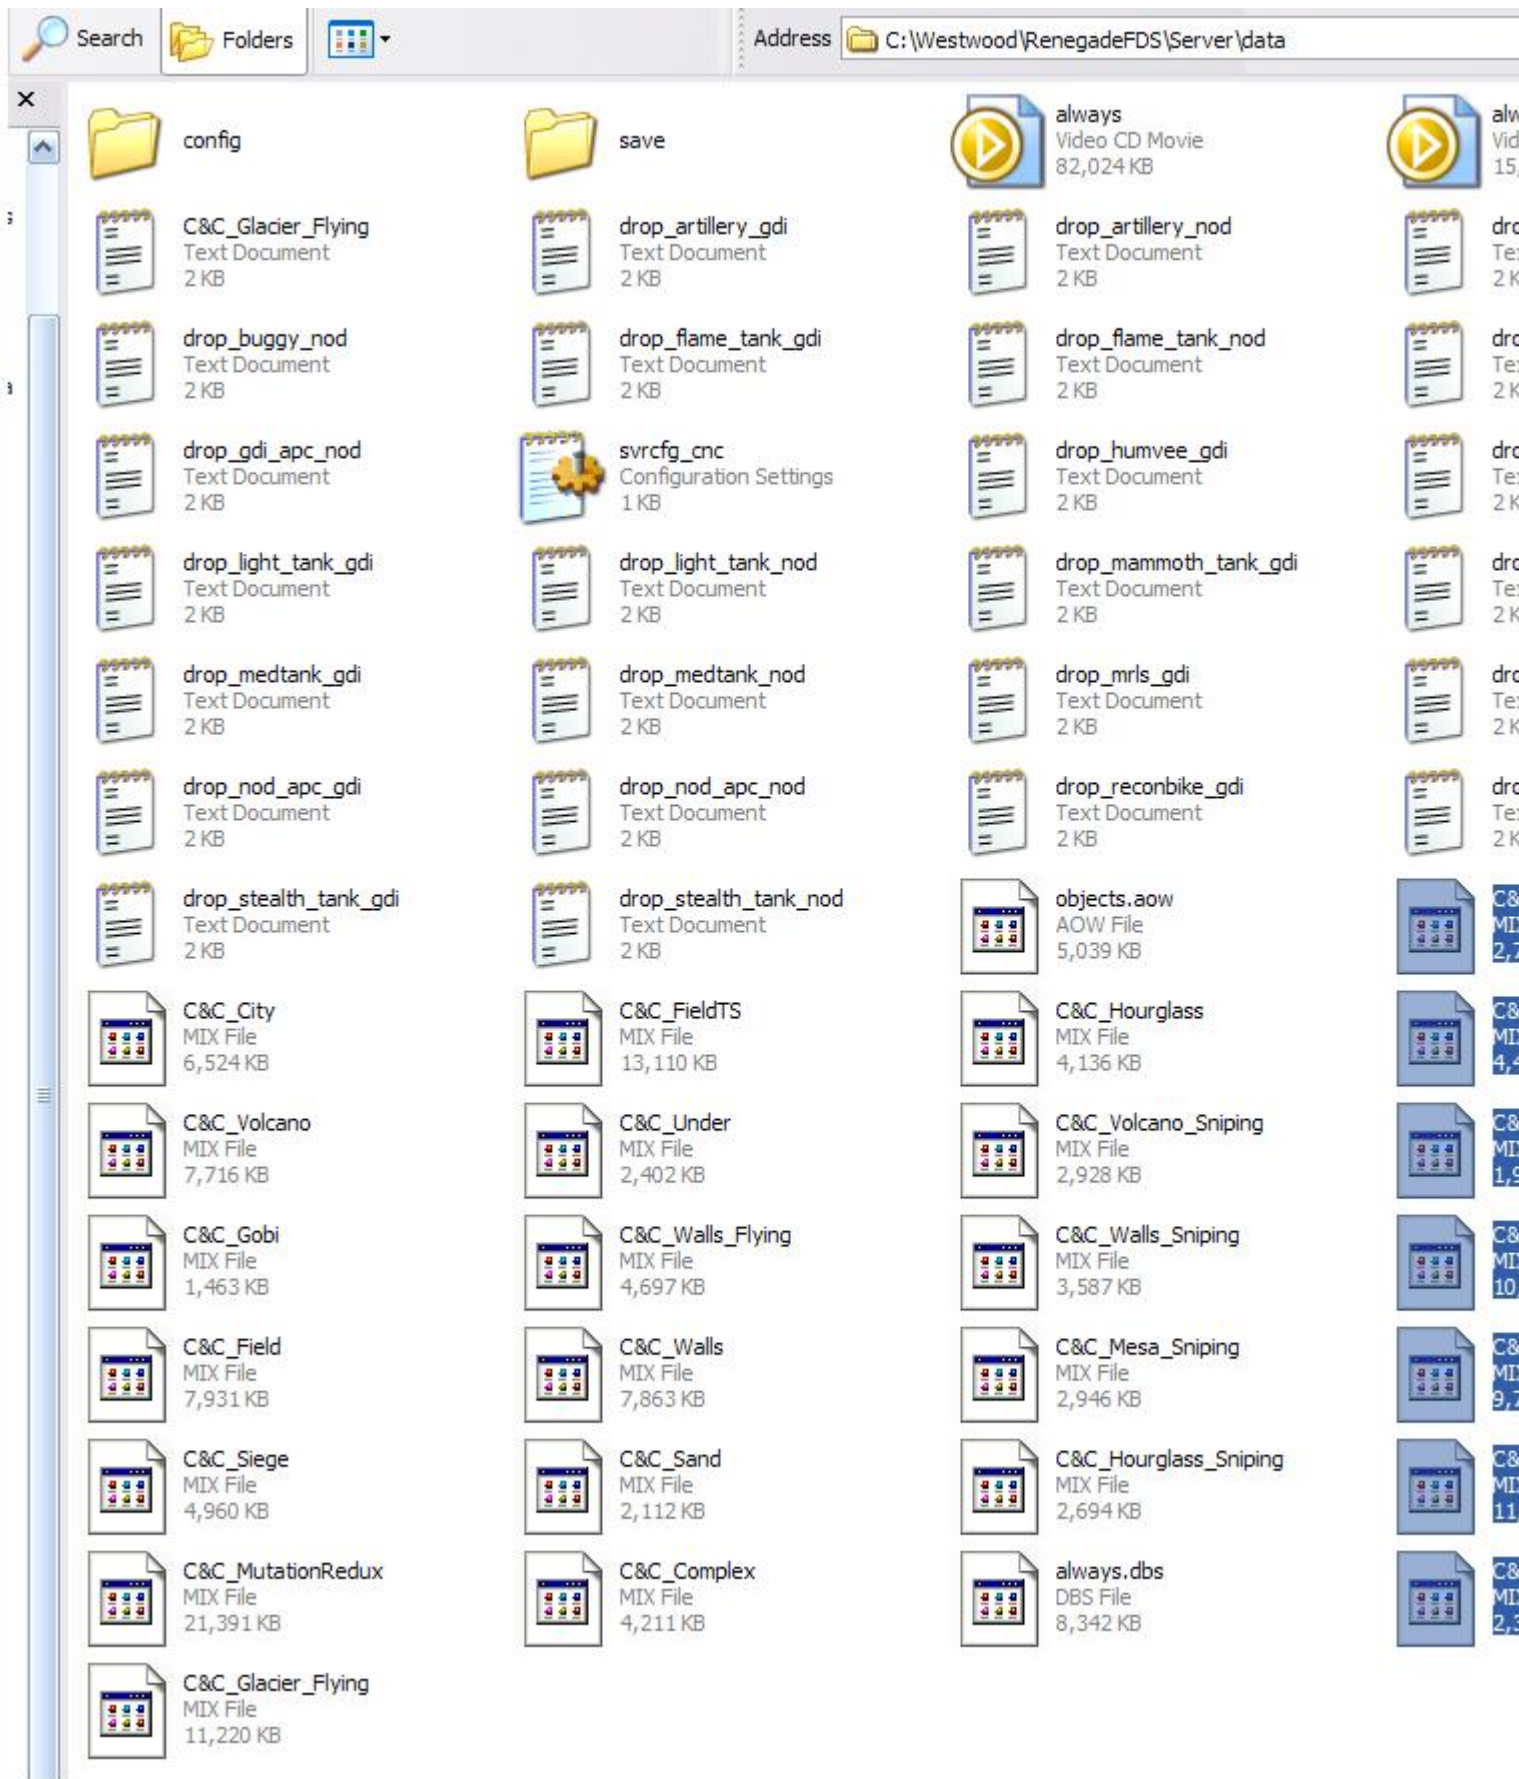 Search
Folders
Address
C:\Westwood\RenegadeFDS\Server\data
config
save
always
Video CD Movie
82,024 KB
C&C_Glacier_Flying
Text Document
2 KB
drop_artillery_gdi
Text Document
2 KB
drop_artillery_nod
Text Document
2 KB
drop_buggy_nod
Text Document
2 KB
drop_flame_tank_gdi
Text Document
2 KB
drop_flame_tank_nod
Text Document
2 KB
drop_gdi_apc_nod
Text Document
2 KB
svrcfg_cnc
Configuration Settings
1 KB
drop_humvee_gdi
Text Document
2 KB
drop_light_tank_gdi
Text Document
2 KB
drop_light_tank_nod
Text Document
2 KB
drop_mammoth_tank_gdi
Text Document
2 KB
drop_medtank_gdi
Text Document
2 KB
drop_medtank_nod
Text Document
2 KB
drop_mrls_gdi
Text Document
2 KB
drop_nod_apc_gdi
Text Document
2 KB
drop_nod_apc_nod
Text Document
2 KB
drop_reconbike_gdi
Text Document
2 KB
drop_stealth_tank_gdi
Text Document
2 KB
drop_stealth_tank_nod
Text Document
2 KB
objects.aow
AOW File
5,039 KB
C&C_City
MIX File
6,524 KB
C&C_FieldTS
MIX File
13,110 KB
C&C_Hourglass
MIX File
4,136 KB
C&C_Volcano
MIX File
7,716 KB
C&C_Under
MIX File
2,402 KB
C&C_Volcano_Sniping
MIX File
2,928 KB
C&C_Gobi
MIX File
1,463 KB
C&C_Walls_Flying
MIX File
4,697 KB
C&C_Walls_Sniping
MIX File
3,587 KB
C&C_Field
MIX File
7,931 KB
C&C_Walls
MIX File
7,863 KB
C&C_Mesa_Sniping
MIX File
2,946 KB
C&C_Siege
MIX File
4,960 KB
C&C_Sand
MIX File
2,112 KB
C&C_Hourglass_Sniping
MIX File
2,694 KB
C&C_MutationRedux
MIX File
21,391 KB
C&C_Complex
MIX File
4,211 KB
always.dbs
DBS File
8,342 KB
C&C_Glacier_Flying
MIX File
11,220 KB